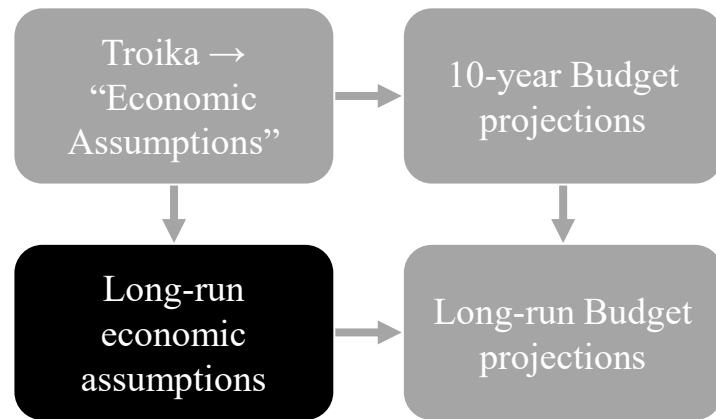 Troika →
“Economic
Assumptions”
10-year Budget
projections
Long-run
economic
assumptions
Long-run Budget
projections